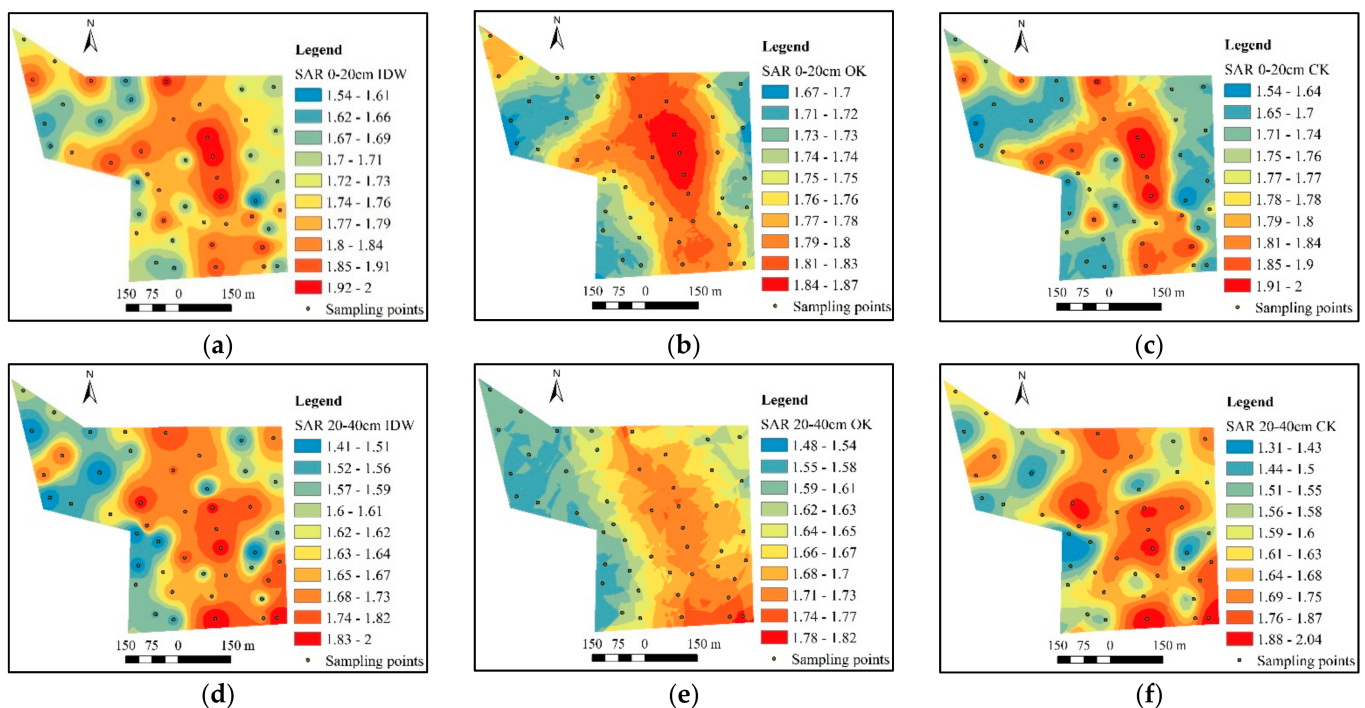 N
Legend
SAR 0-20cm IDW
1.54 - 1.61
1.62 - 1.66
1.67 - 1.69
1.7 - 1.71
1.72 - 1.73
1.74 - 1.76
1.77 - 1.79
1.8 - 1.84
1.85 - 1.91
1.92 - 2
150 75 0 150 m
Sampling points
(a)
N
Legend
SAR 0-20cm OK
1.67 - 1.7
1.71 - 1.72
1.73 - 1.73
1.74 - 1.74
1.75 - 1.75
1.76 - 1.76
1.77 - 1.78
1.79 - 1.8
1.81 - 1.83
1.84 - 1.87
150 75 0 150 m
Sampling points
(b)
N
Legend
SAR 0-20cm CK
1.54 - 1.64
1.65 - 1.7
1.71 - 1.74
1.75 - 1.76
1.77 - 1.77
1.78 - 1.78
1.79 - 1.8
1.81 - 1.84
1.85 - 1.9
1.91 - 2
150 75 0 150 m
Sampling points
(c)
N
Legend
SAR 20-40cm IDW
1.41 - 1.51
1.52 - 1.56
1.57 - 1.59
1.6 - 1.61
1.62 - 1.62
1.63 - 1.64
1.65 - 1.67
1.68 - 1.73
1.74 - 1.82
1.83 - 2
150 75 0 150 m
Sampling points
(d)
N
Legend
SAR 20-40cm OK
1.48 - 1.54
1.55 - 1.58
1.59 - 1.61
1.62 - 1.63
1.64 - 1.65
1.66 - 1.67
1.68 - 1.7
1.71 - 1.73
1.74 - 1.77
1.78 - 1.82
150 75 0 150 m
Sampling points
(e)
N
Legend
SAR 20-40cm CK
1.31 - 1.43
1.44 - 1.5
1.51 - 1.55
1.56 - 1.58
1.59 - 1.6
1.61 - 1.63
1.64 - 1.68
1.69 - 1.75
1.76 - 1.87
1.88 - 2.04
150 75 0 150 m
Sampling points
(f)